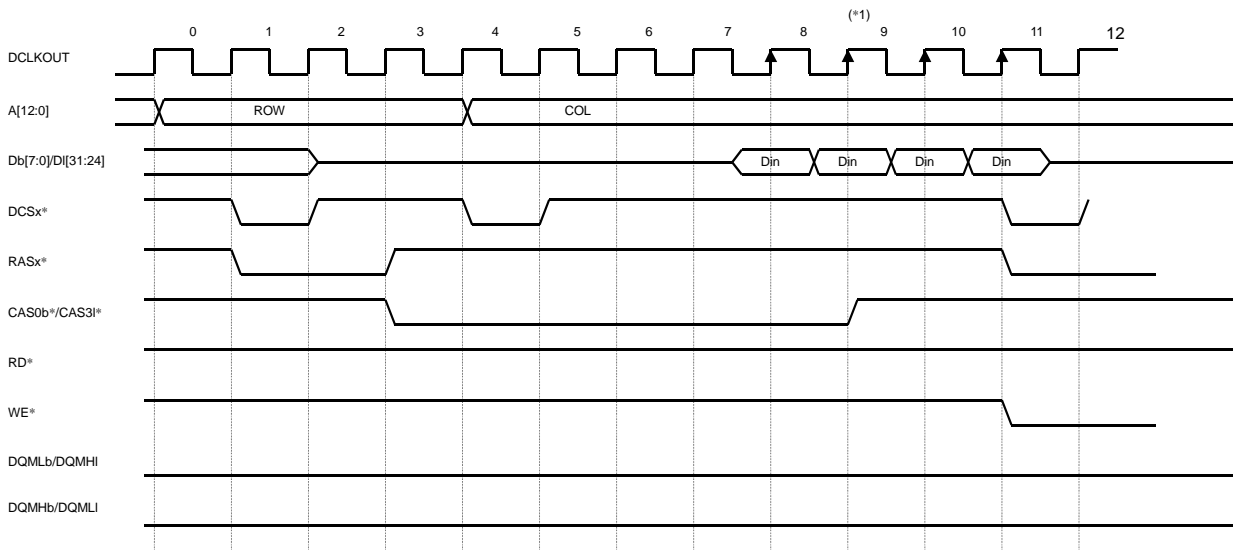 (*1)
0 1 2 3 4 5 6 7 8 9 10 11 12
DCLKOUT
A[12:0] ROW COL
Db[7:0]/Dl[31:24] Din Din Din Din
DCSx*
RASx*
CAS0b*/CAS3l*
RD*
WE*
DQMLb/DQMHl
DQMHb/DQMLl